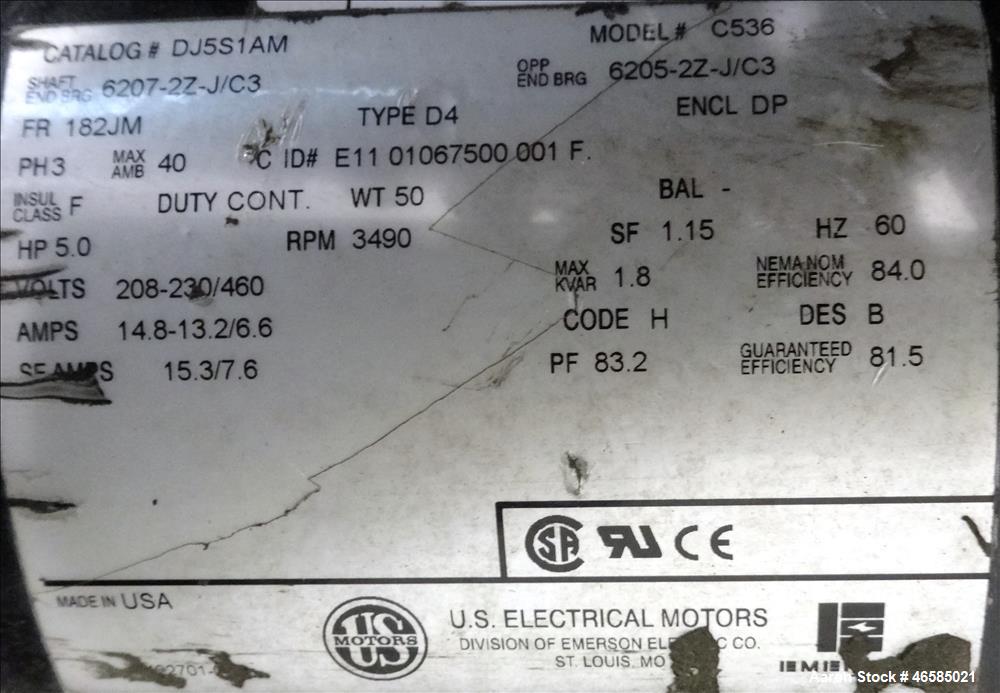 CATALOG # DJ5S1AM MODEL # C536
SHAFT END BRG 6207-2Z-J/C3 OPP END BRG 6205-2Z-J/C3
FR 182JM TYPE D4 ENCL DP
PH 3 MAX AMB 40 C ID# E11 01067500 001 F.
INSUL CLASS F DUTY CONT. WT 50 BAL -
HP 5.0 RPM 3490 SF 1.15 HZ 60
VOLTS 208-230/460 MAX KVAR 1.8 NEMA NOM EFFICIENCY 84.0
AMPS 14.8-13.2/6.6 CODE H DES B
SF AMPS 15.3/7.6 PF 83.2 GUARANTEED EFFICIENCY 81.5
SA RU CE
MADE IN USA
US MOTORS
U.S. ELECTRICAL MOTORS
DIVISION OF EMERSON CO.
ST. LOUIS, MO
Aaron Stock # 46585021